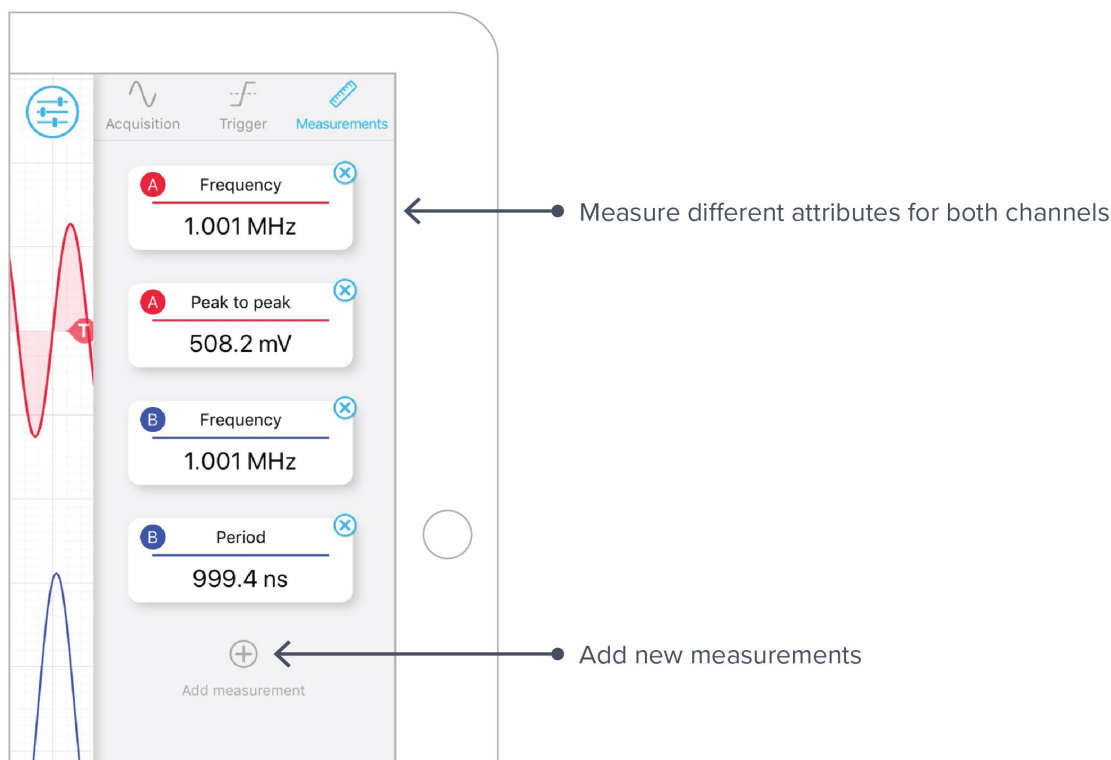 Acquisition Trigger Measurements
A Frequency
1.001 MHz
Measure different attributes for both channels
A Peak to peak
508.2 mV
T
B Frequency
1.001 MHz
B Period
999.4 ns
Add new measurements
Add measurement